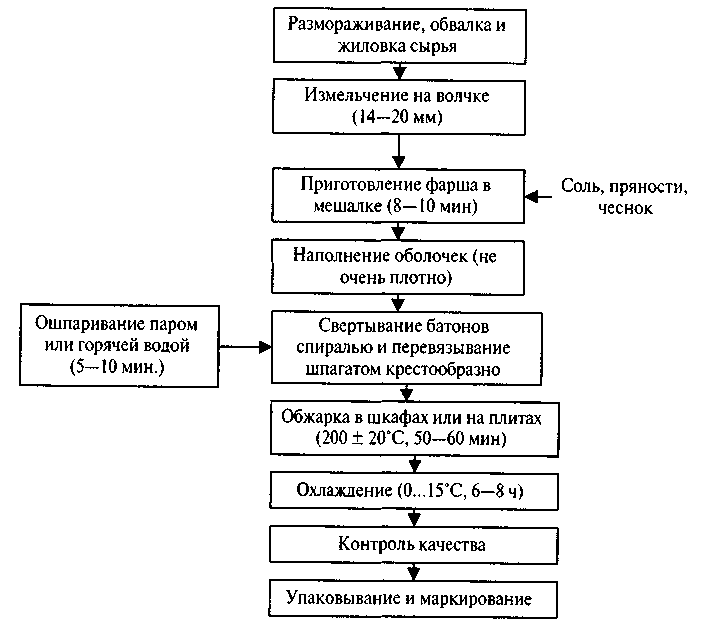 Размораживание, обвалка и
жиловка сырья
Измельчение на волчке
(14—20 мм)
Приготовление фарша в
мешалке (8—10 мин)
Соль, пряности,
чеснок
Наполнение оболочек (не
очень плотно)
Ошпаривание паром
или горячей водой
(5—10 мин.)
Свертывание батонов
спиралью и перевязывание
шпагатом крестообразно
Обжарка в шкафах или на плитах
(200 ± 20°С, 50—60 мин)
Охлаждение (0...15°С, 6—8 ч)
Контроль качества
Упаковывание и маркирование